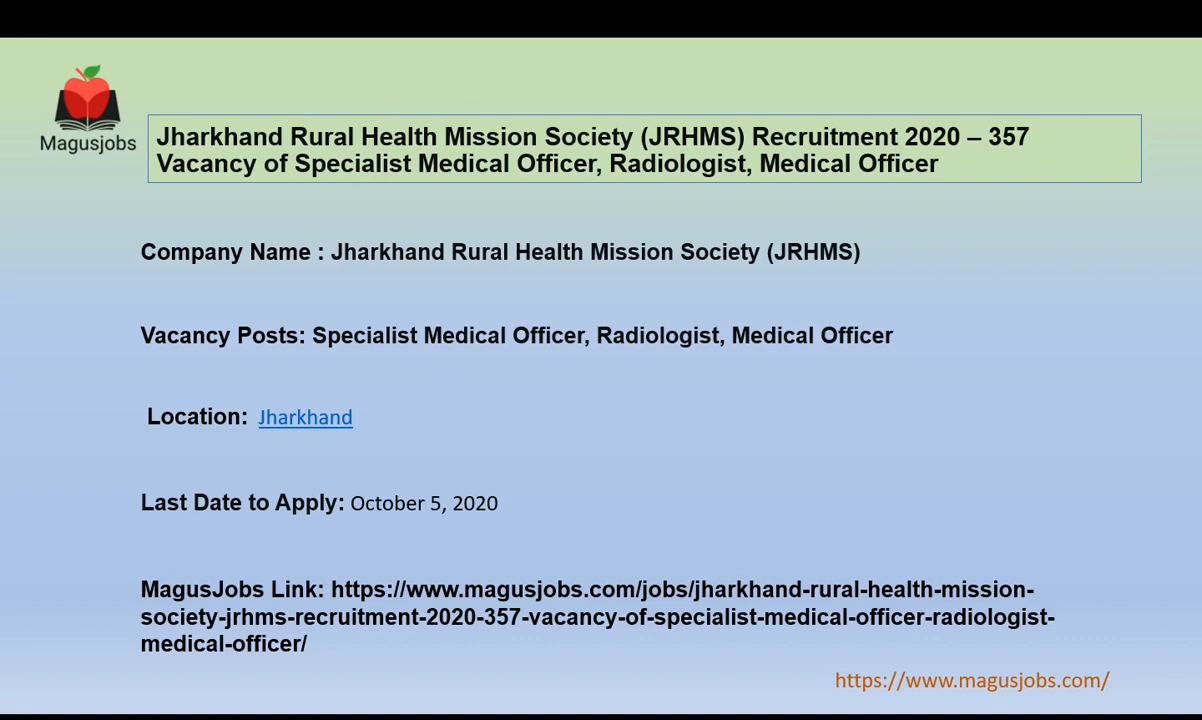 Magusjobs
Jharkhand Rural Health Mission Society (JRHMS) Recruitment 2020 – 357
Vacancy of Specialist Medical Officer, Radiologist, Medical Officer
Company Name : Jharkhand Rural Health Mission Society (JRHMS)
Vacancy Posts: Specialist Medical Officer, Radiologist, Medical Officer
Location: Jharkhand
Last Date to Apply: October 5, 2020
MagusJobs Link: https://www.magusjobs.com/jobs/jharkhand-rural-health-mission-
society-jrhms-recruitment-2020-357-vacancy-of-specialist-medical-officer-radiologist-
medical-officer/
https://www.magusjobs.com/